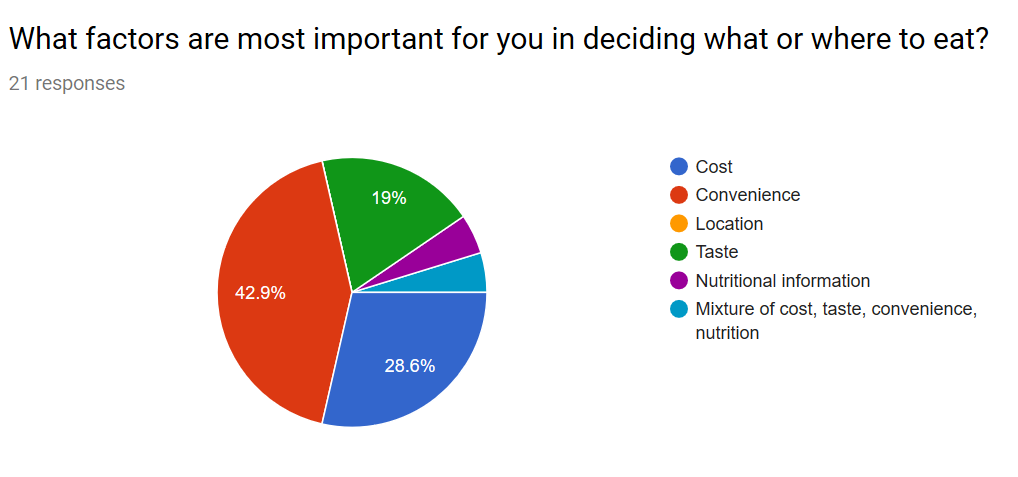 What factors are most important for you in deciding what or where to eat?
21 responses
19%
42.9%
28.6%
Cost
Convenience
Location
Taste
Nutritional information
Mixture of cost, taste, convenience,
nutrition